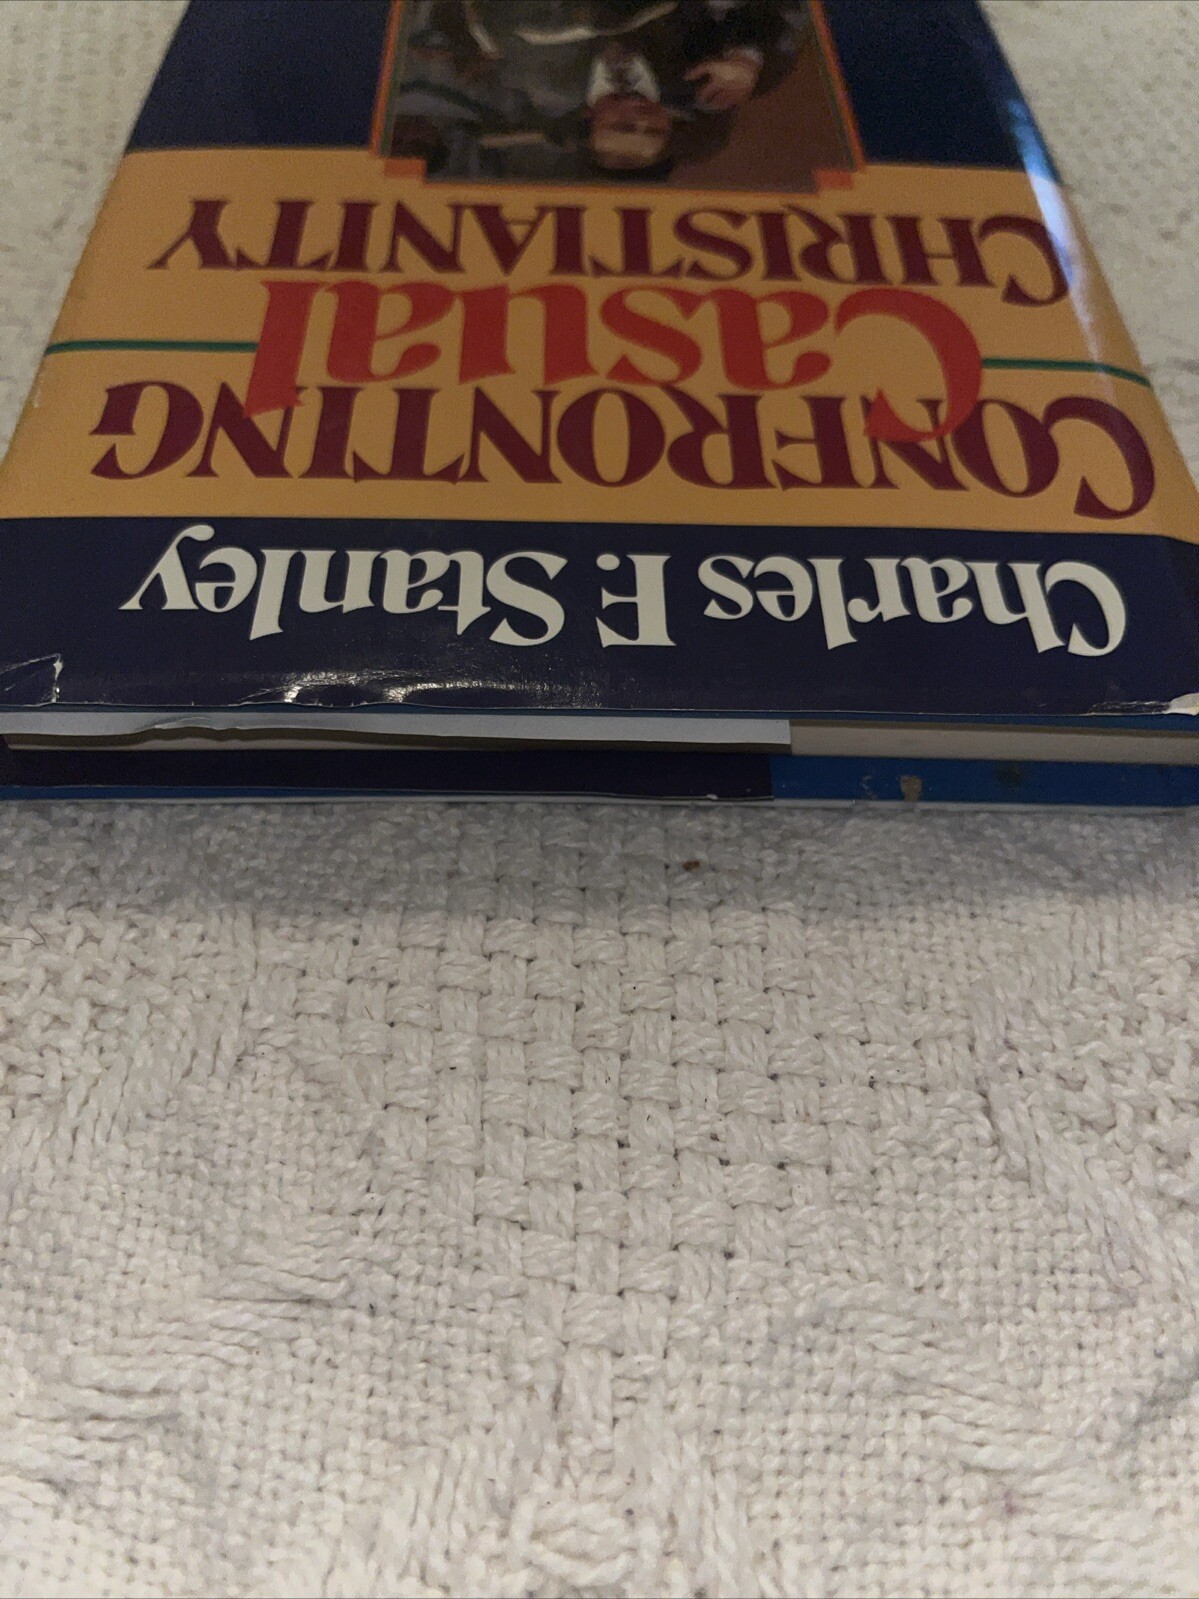 Charles F. Stanley
CONFRONTING
Casual
CHRISTIANITY